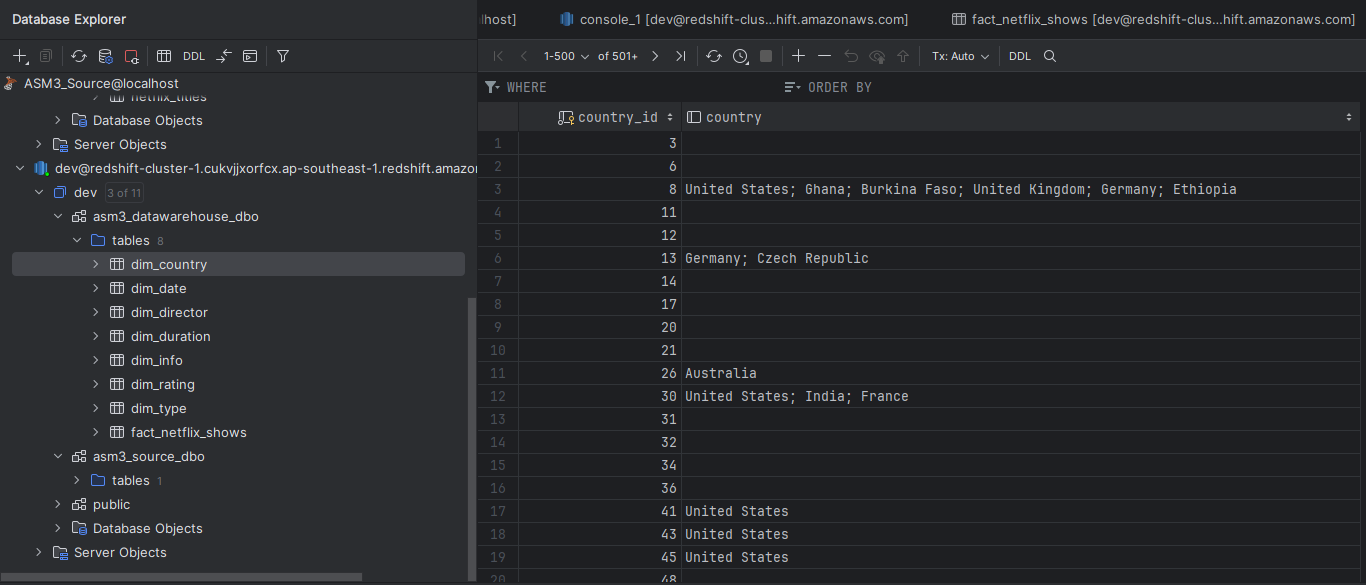 Database Explorer
DDL
ASM3_Source@localhost
netflix_titles
Database Objects
Server Objects
dev@redshift-cluster-1.cukvjjxorfcx.ap-southeast-1.redshift.amazo
dev 3 of 11
asm3_datawarehouse_dbo
tables 8
dim_country
dim_date
dim_director
dim_duration
dim_info
dim_rating
dim_type
fact_netflix_shows
asm3_source_dbo
tables 1
public
Database Objects
Server Objects
lhost] console_1 [dev@redshift-clus...hift.amazonaws.com] fact_netflix_shows [dev@redshift-clus...hift.amazonaws.com]
1-500 of 501+ Tx: Auto DDL
WHERE ORDER BY
country_id country
1 3
2 6
3 8 United States; Ghana; Burkina Faso; United Kingdom; Germany; Ethiopia
4 11
5 12
6 13 Germany; Czech Republic
7 14
8 17
9 20
10 21
11 26 Australia
12 30 United States; India; France
13 31
14 32
15 34
16 36
17 41 United States
18 43 United States
19 45 United States
20 48